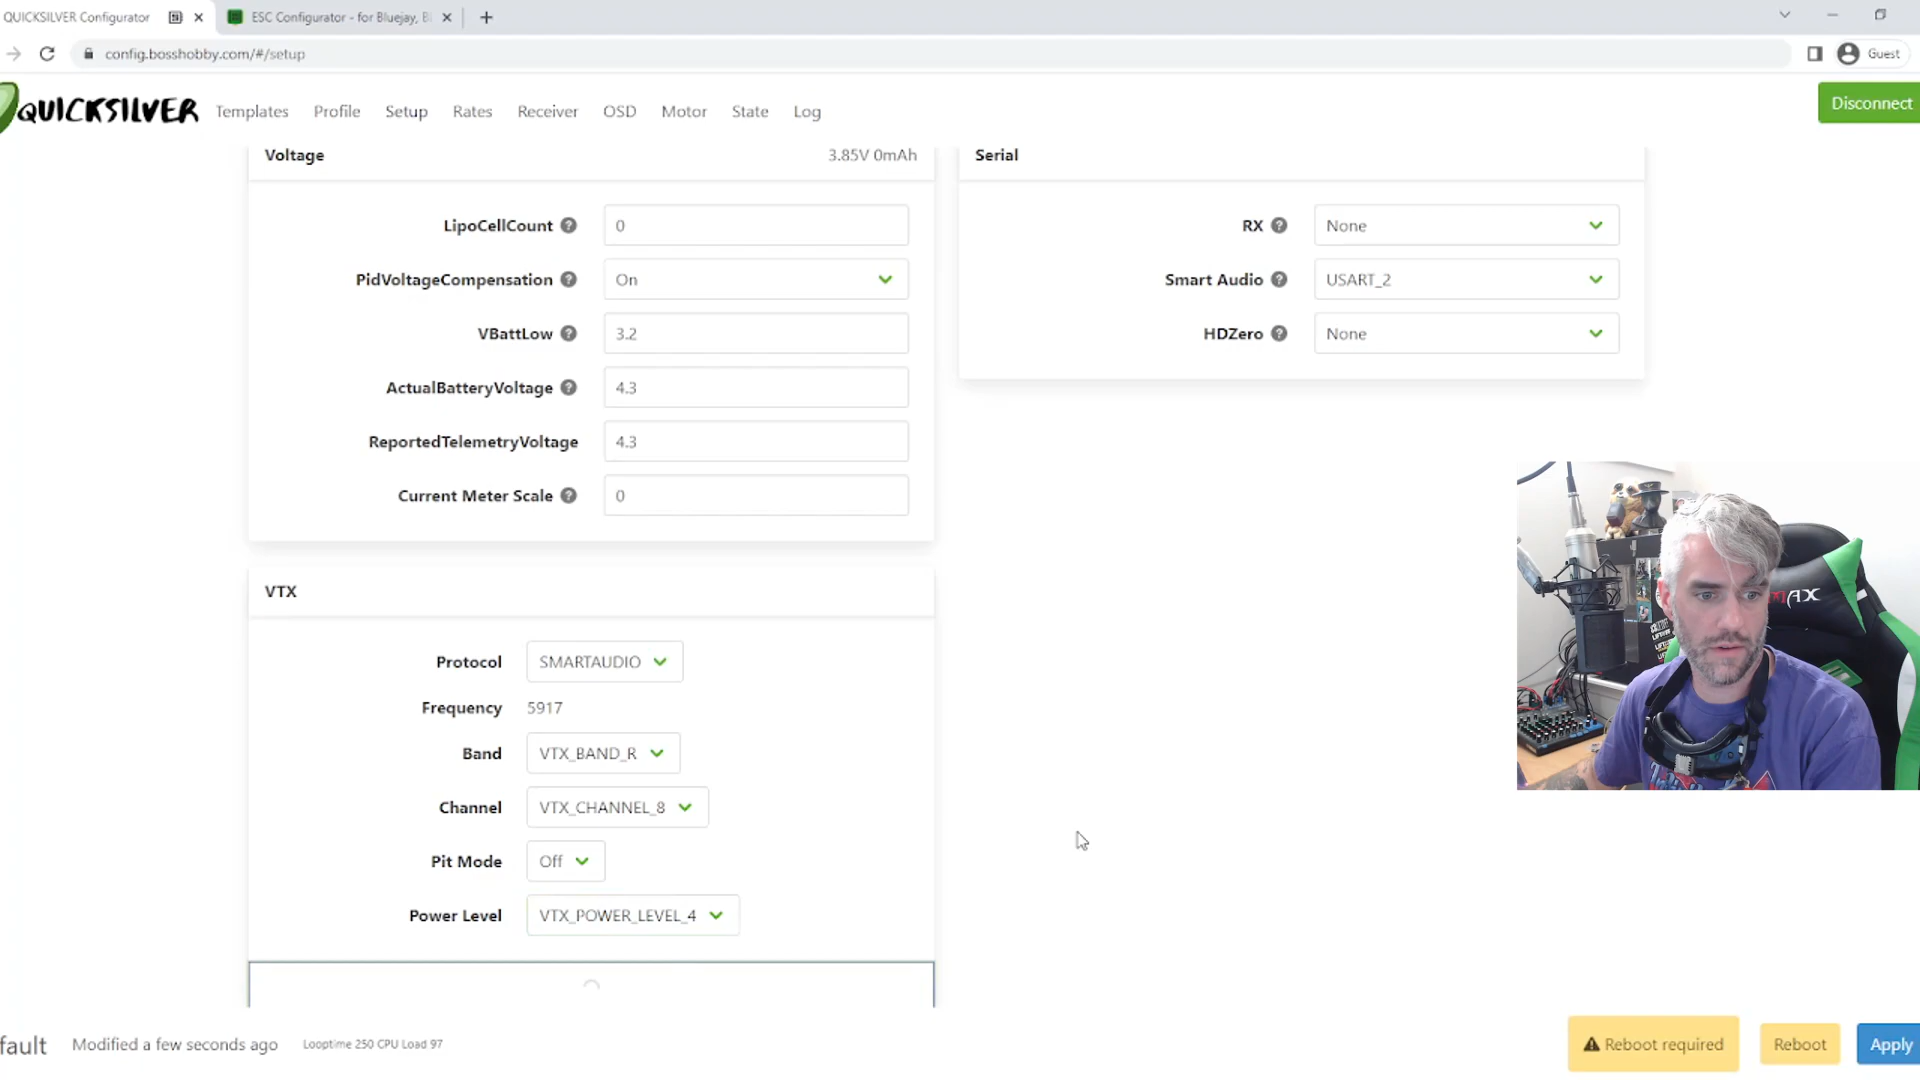 QUICKSILVER Configurator
ESC Configurator - for Bluejay, Bl
config.bosshobby.com/#/setup
Guest
QUICKSILVER
Templates Profile Setup Rates Receiver OSD Motor State Log
Disconnect
Voltage 3.85V 0mAh
LipoCellCount 0
PidVoltageCompensation On
VBattLow 3.2
ActualBatteryVoltage 4.3
ReportedTelemetryVoltage 4.3
Current Meter Scale 0
Serial
RX None
Smart Audio USART_2
HDZero None
VTX
Protocol SMARTAUDIO
Frequency 5917
Band VTX_BAND_R
Channel VTX_CHANNEL_8
Pit Mode Off
Power Level VTX_POWER_LEVEL_4
fault Modified a few seconds ago Looptime 250 CPU Load 97
Reboot required Reboot Apply